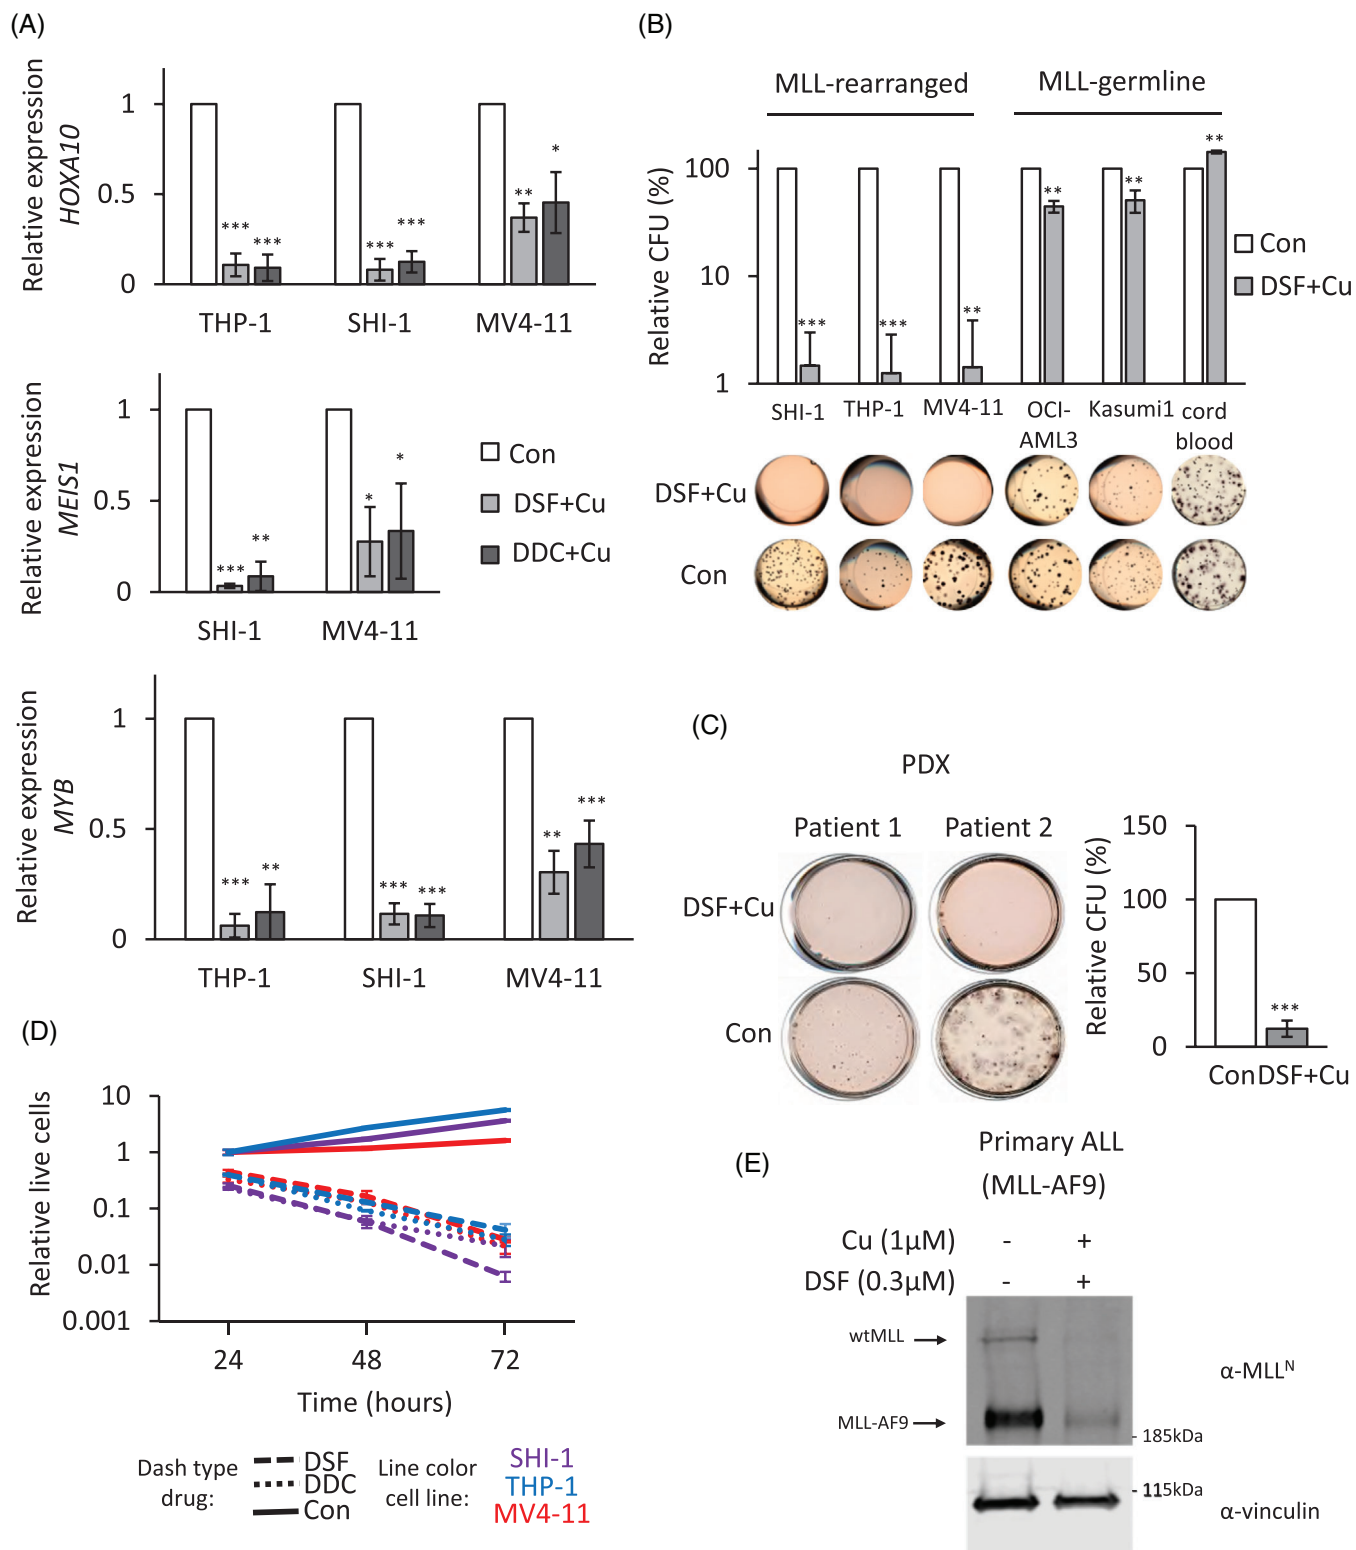 (A)
Relative expression
HOXA10
1
0.5
0
***
***
***
***
**
*
THP-1
SHI-1
MV4-11
Relative expression
MEIS1
1
0.5
0
***
**
*
*
SHI-1
MV4-11
Con
DSF+Cu
DDC+Cu
Relative expression
MYB
1
0.5
0
***
**
***
***
**
***
THP-1
SHI-1
MV4-11
(B)
MLL-rearranged
MLL-germline
Relative CFU (%)
100
10
1
***
***
**
**
**
**
Con
DSF+Cu
SHI-1
THP-1
MV4-11
OCI-
AML3
Kasumi1
cord
blood
DSF+Cu
Con
(C)
PDX
Patient 1
Patient 2
DSF+Cu
Con
Relative CFU (%)
150
100
50
0
***
Con
DSF+Cu
(D)
Relative live cells
10
1
0.1
0.01
0.001
24
48
72
Time (hours)
Dash type
drug:
DSF
DDC
Con
Line color
cell line:
SHI-1
THP-1
MV4-11
(E)
Primary ALL
(MLL-AF9)
Cu (1µM) - +
DSF (0.3µM) - +
wtMLL
MLL-AF9
α-MLLᴺ
- 185kDa
- 115kDa
α-vinculin